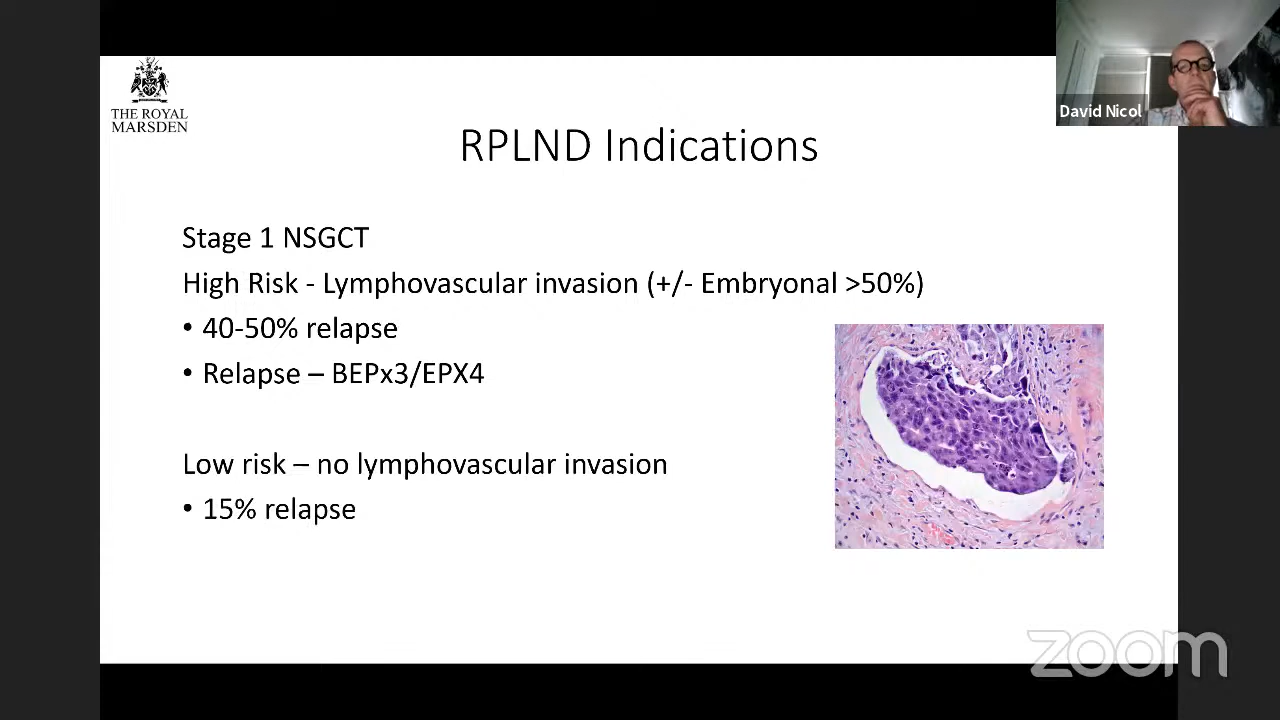 THE ROYAL
MARSDEN
David Nicol
RPLND Indications
Stage 1 NSGCT
High Risk - Lymphovascular invasion (+/- Embryonal >50%)
• 40-50% relapse
• Relapse – BEPx3/EPX4
Low risk – no lymphovascular invasion
• 15% relapse
zoom